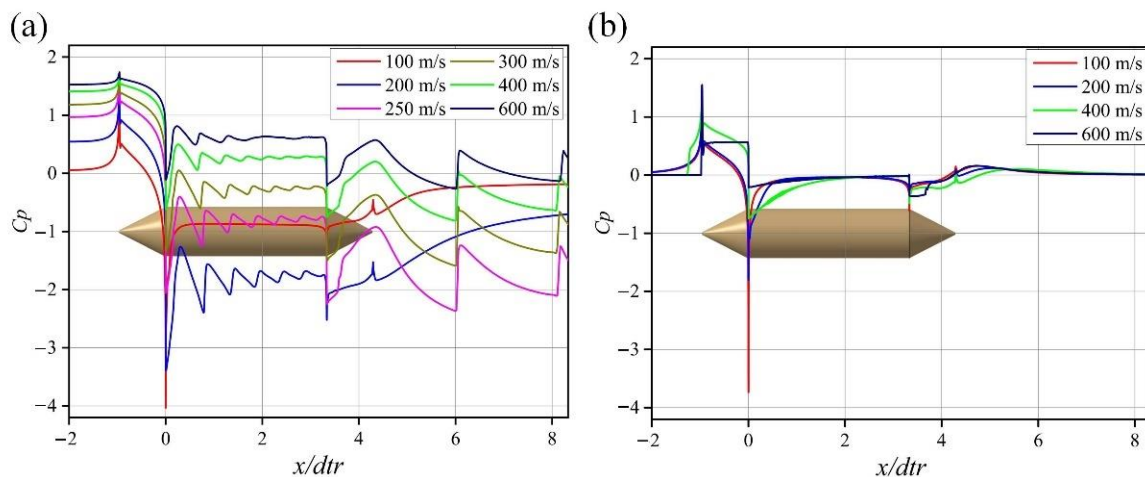 (a)
100 m/s 300 m/s
200 m/s 400 m/s
250 m/s 600 m/s
2
1
0
−1
−2
−3
−4
Cp
−2 0 2 4 6 8
x/dtr
(b)
100 m/s
200 m/s
400 m/s
600 m/s
2
1
0
−1
−2
−3
−4
Cp
−2 0 2 4 6 8
x/dtr